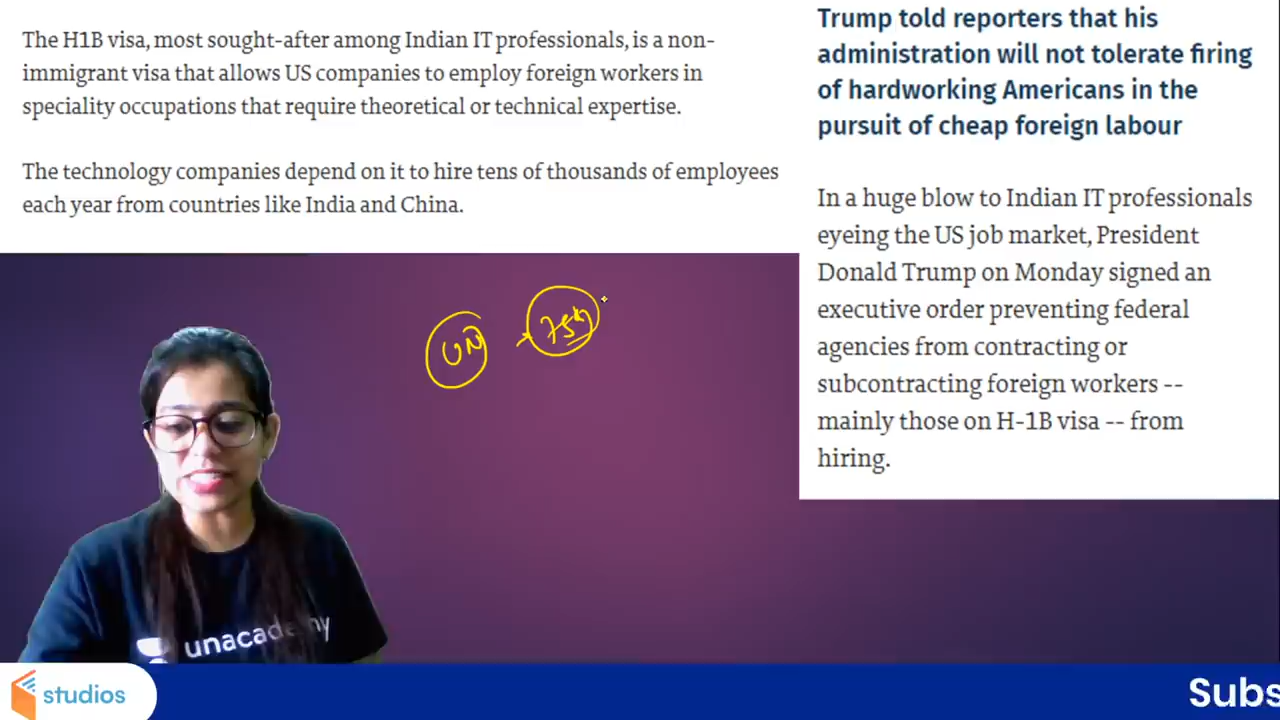 The H1B visa, most sought-after among Indian IT professionals, is a non-
immigrant visa that allows US companies to employ foreign workers in
speciality occupations that require theoretical or technical expertise.
The technology companies depend on it to hire tens of thousands of employees
each year from countries like India and China.
Trump told reporters that his
administration will not tolerate firing
of hardworking Americans in the
pursuit of cheap foreign labour
In a huge blow to Indian IT professionals
eyeing the US job market, President
Donald Trump on Monday signed an
executive order preventing federal
agencies from contracting or
subcontracting foreign workers --
mainly those on H-1B visa -- from
hiring.
UN
unacademy
studios
Subs